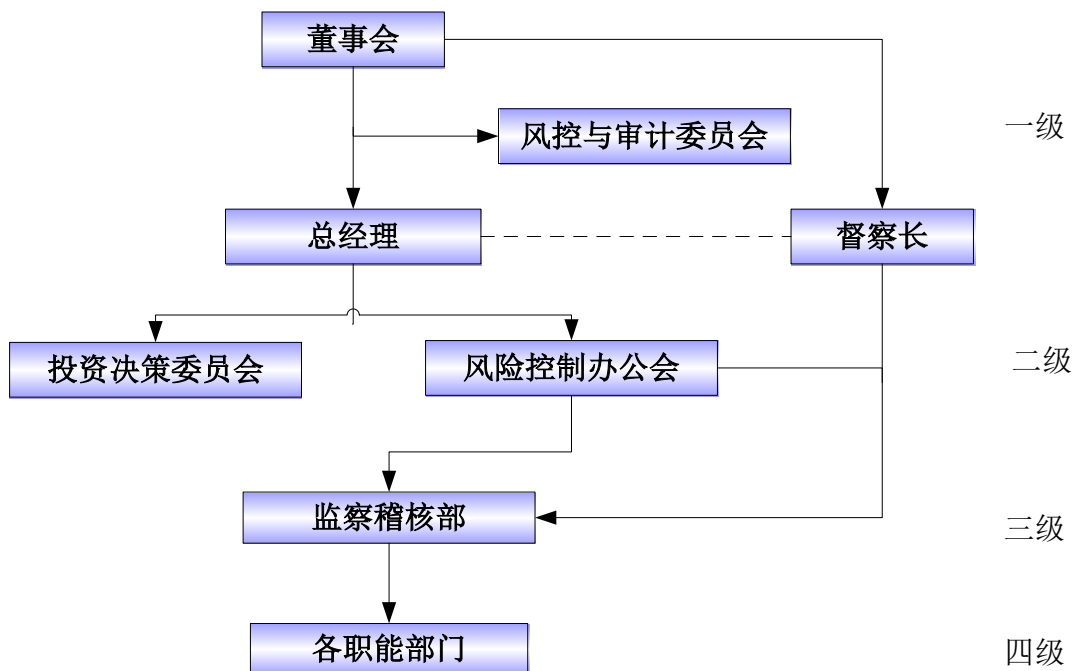 董事会
风控与审计委员会
一级
总经理
督察长
投资决策委员会
风险控制办公会
二级
监察稽核部
三级
各职能部门
四级